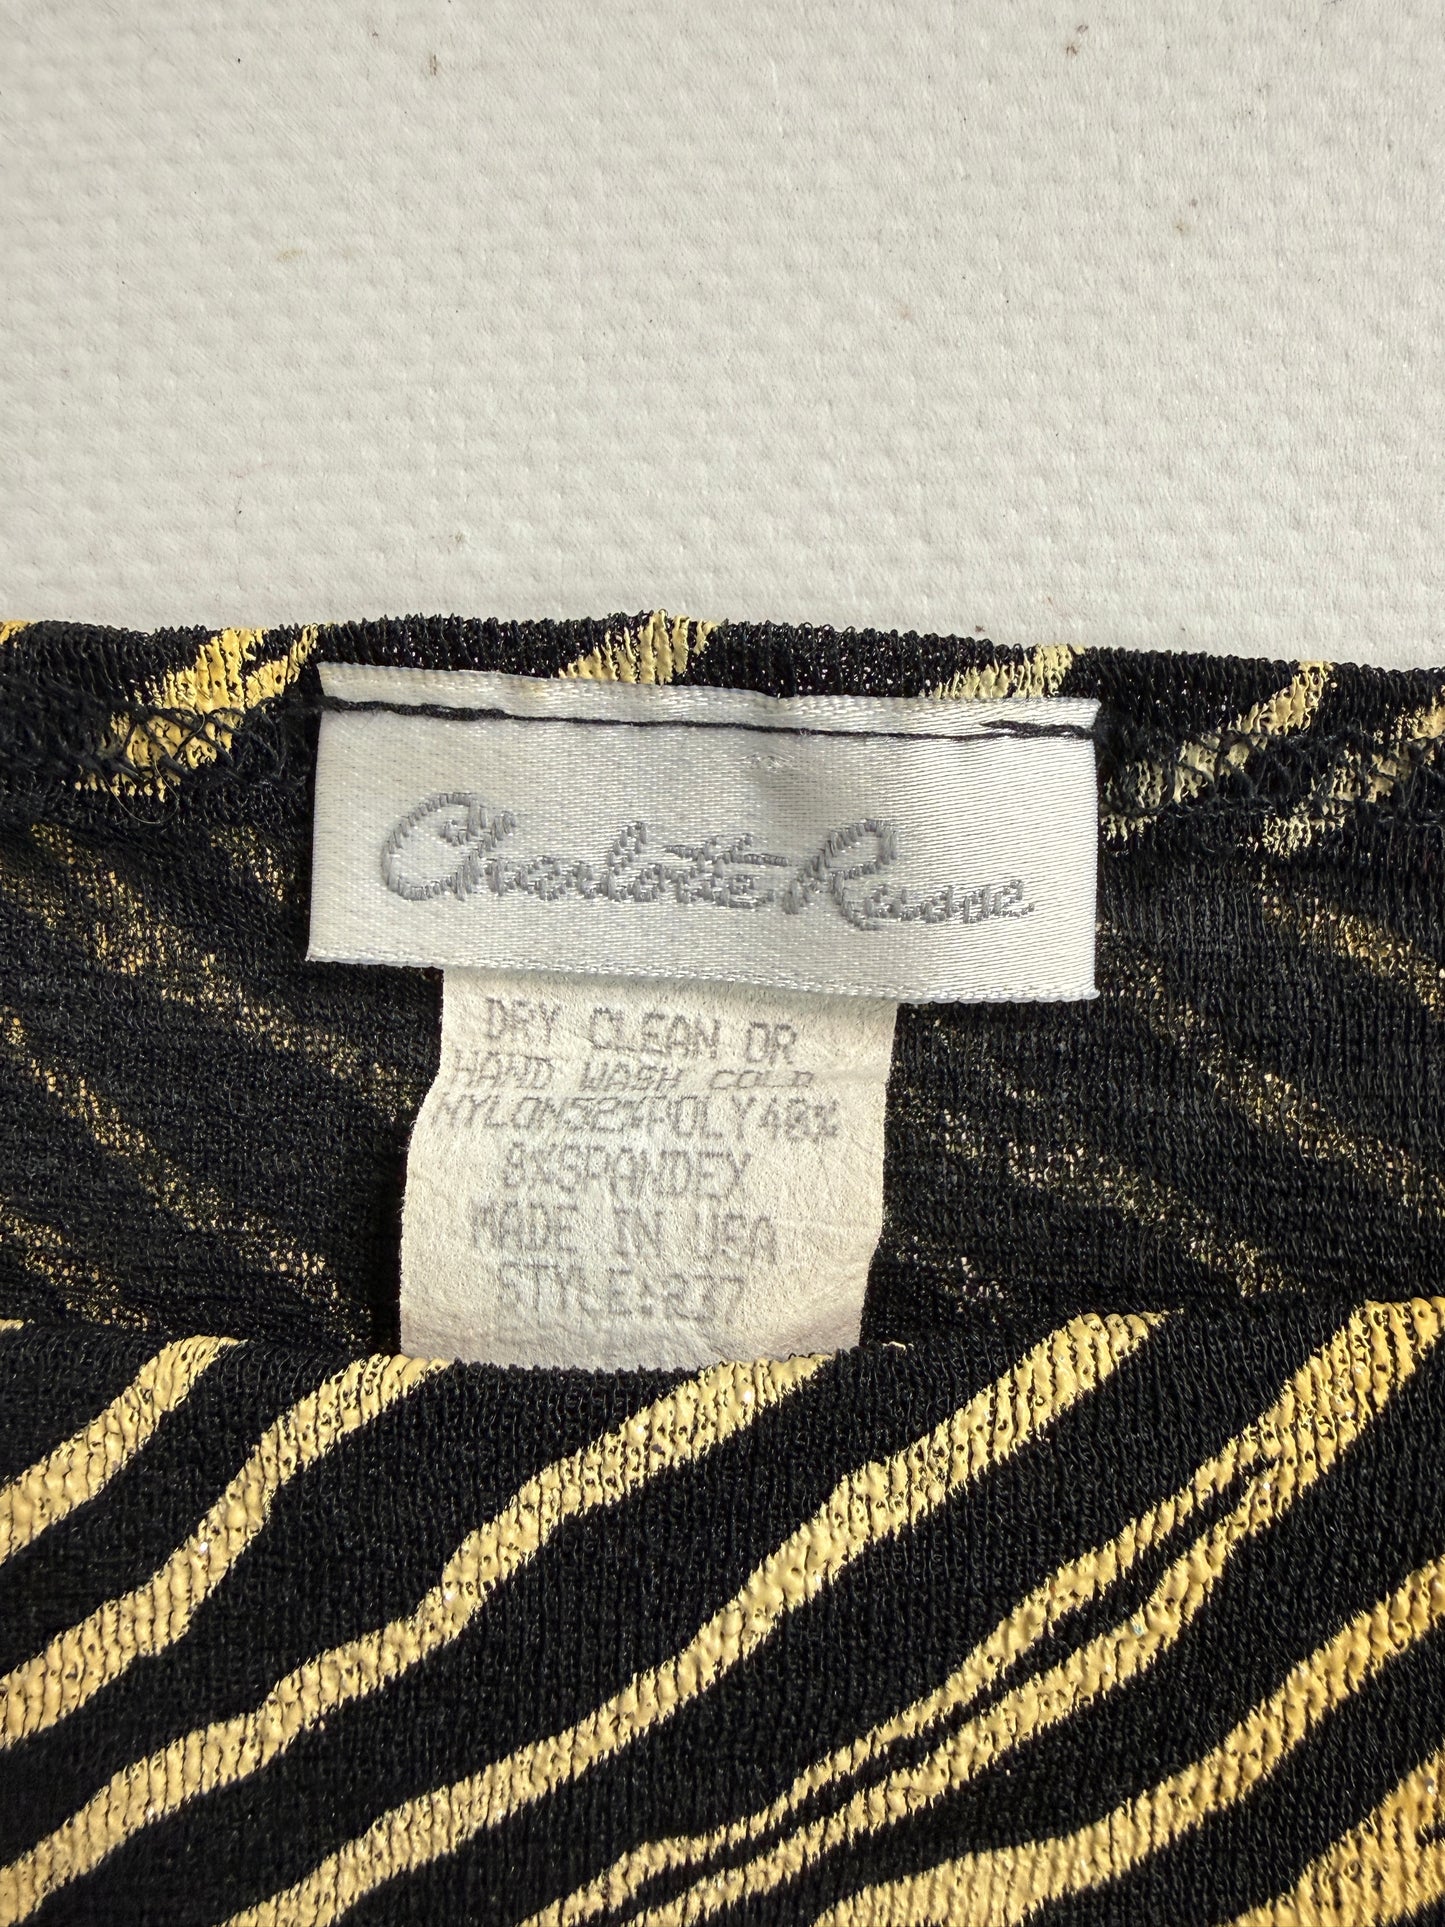 Charlotte Russe
DRY CLEAN OR
HAND WASH COLD
NYLON52%POLY40%
8%SPANDEX
MADE IN USA
STYLE:237